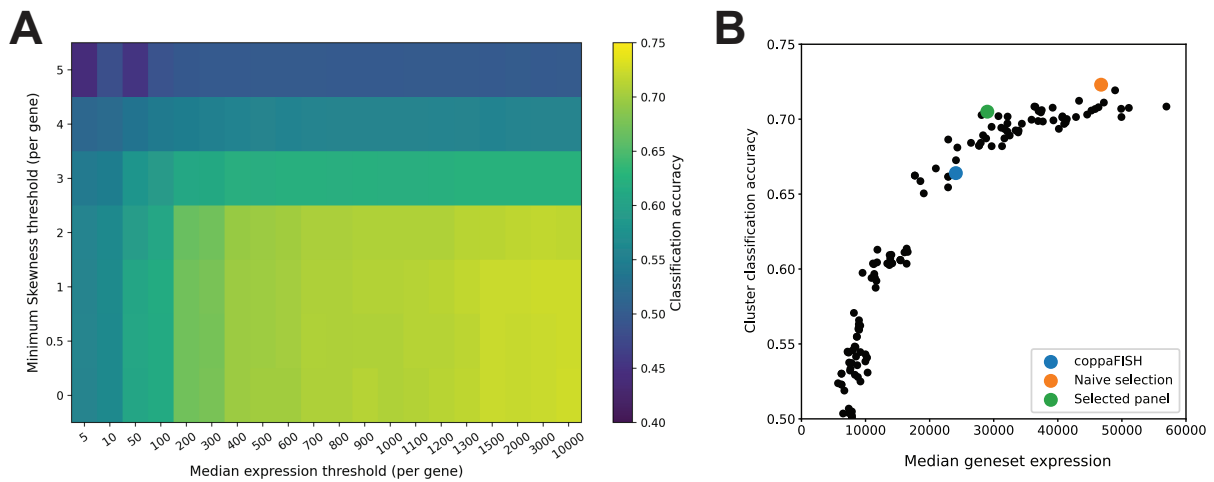 A
5
4
3
2
1
0.5
0
Minimum Skewness threshold (per gene)
5 10 50 100 200 300 400 500 600 700 800 900 1000 1100 1300 1500 2000 3000 10000
Median expression threshold (per gene)
0.75
0.70
0.65
0.60
0.55
0.50
0.45
0.40
Classification accuracy
B
0.75
0.70
0.65
0.60
0.55
0.50
Cluster classification accuracy
coppaFISH
Naive selection
Selected panel
0 10000 20000 30000 40000 50000 60000
Median geneset expression